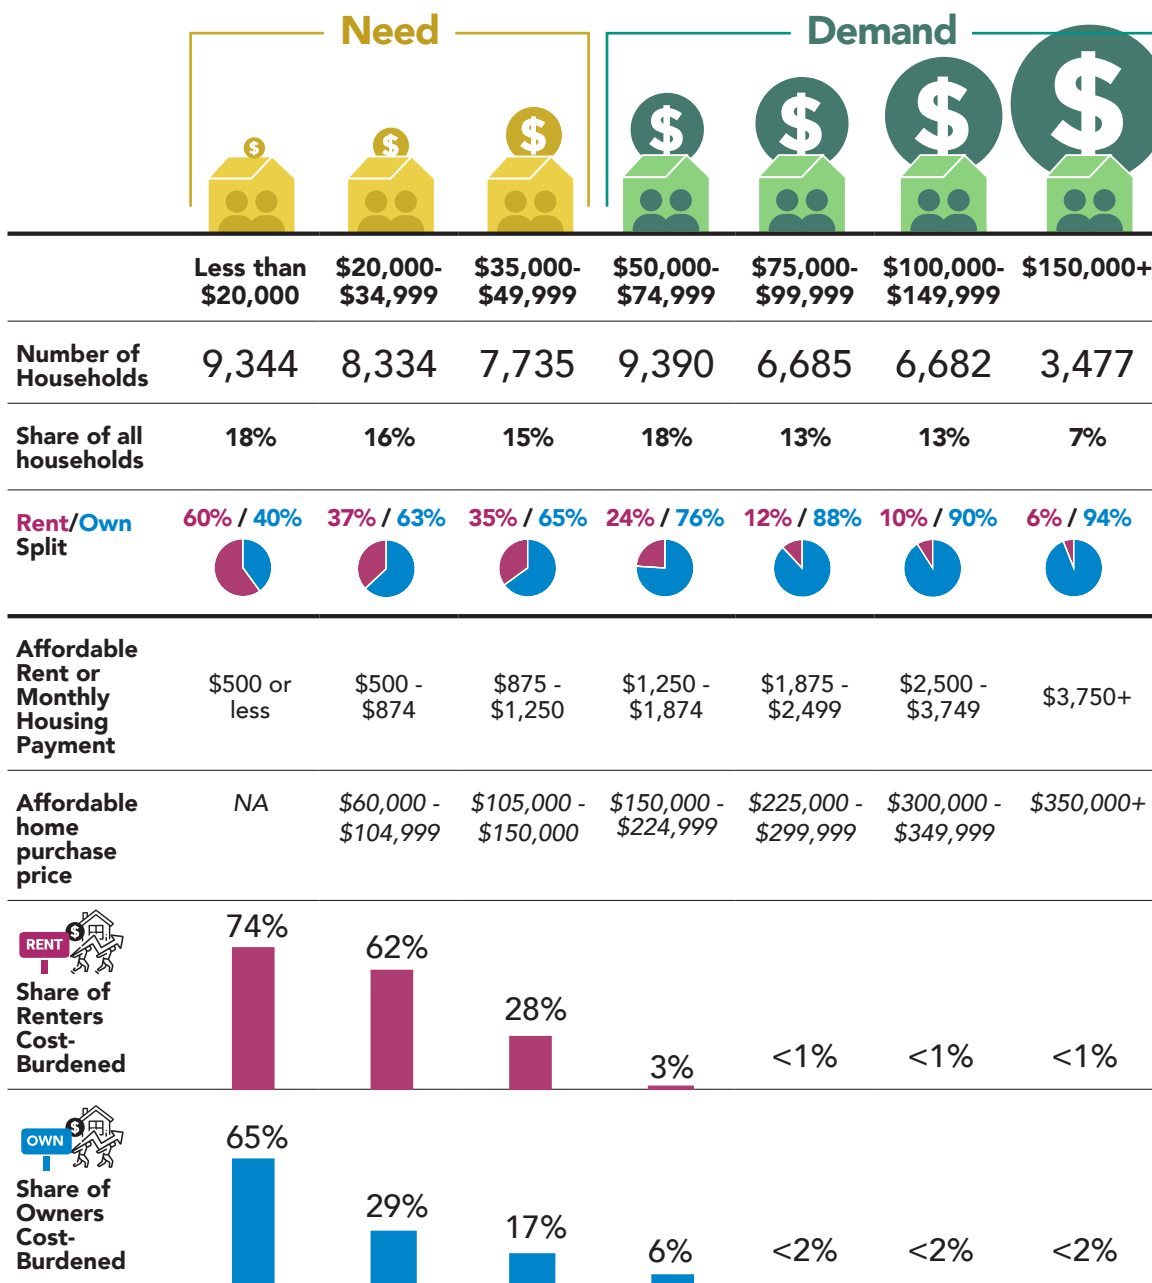 Need
Demand
$ $ $ $ $ $ $
Less than $20,000- $35,000- $50,000- $75,000- $100,000- $150,000+
$20,000 $34,999 $49,999 $74,999 $99,999 $149,999
Number of
Households
9,344 8,334 7,735 9,390 6,685 6,682 3,477
Share of all
households
18% 16% 15% 18% 13% 13% 7%
Rent/Own
Split
60% / 40% 37% / 63% 35% / 65% 24% / 76% 12% / 88% 10% / 90% 6% / 94%
Affordable
Rent or
Monthly
Housing
Payment
$500 or $500 - $875 - $1,250 - $1,875 - $2,500 - $3,750+
less $874 $1,250 $1,874 $2,499 $3,749
Affordable
home
purchase
price
NA $60,000 - $105,000 - $150,000 - $225,000 - $300,000 - $350,000+
$104,999 $150,000 $224,999 $299,999 $349,999
RENT $
Share of
Renters
Cost-
Burdened
74% 62% 28% 3% <1% <1% <1%
OWN $
Share of
Owners
Cost-
Burdened
65% 29% 17% 6% <2% <2% <2%